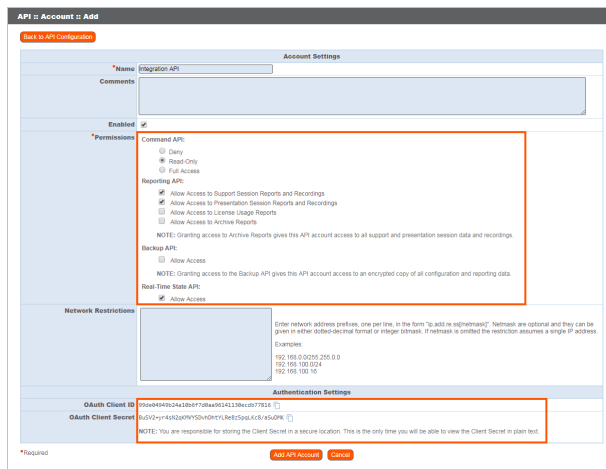 API :: Account :: Add
Back to API Configuration
Account Settings
*Name Integration API
Comments
Enabled
*Permissions
Command API:
Deny
Read-Only
Full Access
Reporting API:
Allow Access to Support Session Reports and Recordings
Allow Access to Presentation Session Reports and Recordings
Allow Access to License Usage Reports
Allow Access to Archive Reports
NOTE: Granting access to Archive Reports gives this API account access to all support and presentation session data and recordings.
Backup API:
Allow Access
NOTE: Granting access to the Backup API gives this API account access to an encrypted copy of all configuration and reporting data.
Real-Time State API:
Allow Access
Network Restrictions
Enter network address prefixes, one per line, in the form "ip.add.re.ss[/netmask]". Netmask are optional and they can be
given in either dotted-decimal format or integer bitmask. If netmask is omitted the restriction assumes a single IP address.
Examples:
192.168.0.0/255.255.0.0
192.168.100.0/24
192.168.100.16
Authentication Settings
OAuth Client ID
OAuth Client Secret
NOTE: You are responsible for storing the Client Secret in a secure location. This is the only time you will be able to view the Client Secret in plain text.
*Required
Add API Account
Cancel